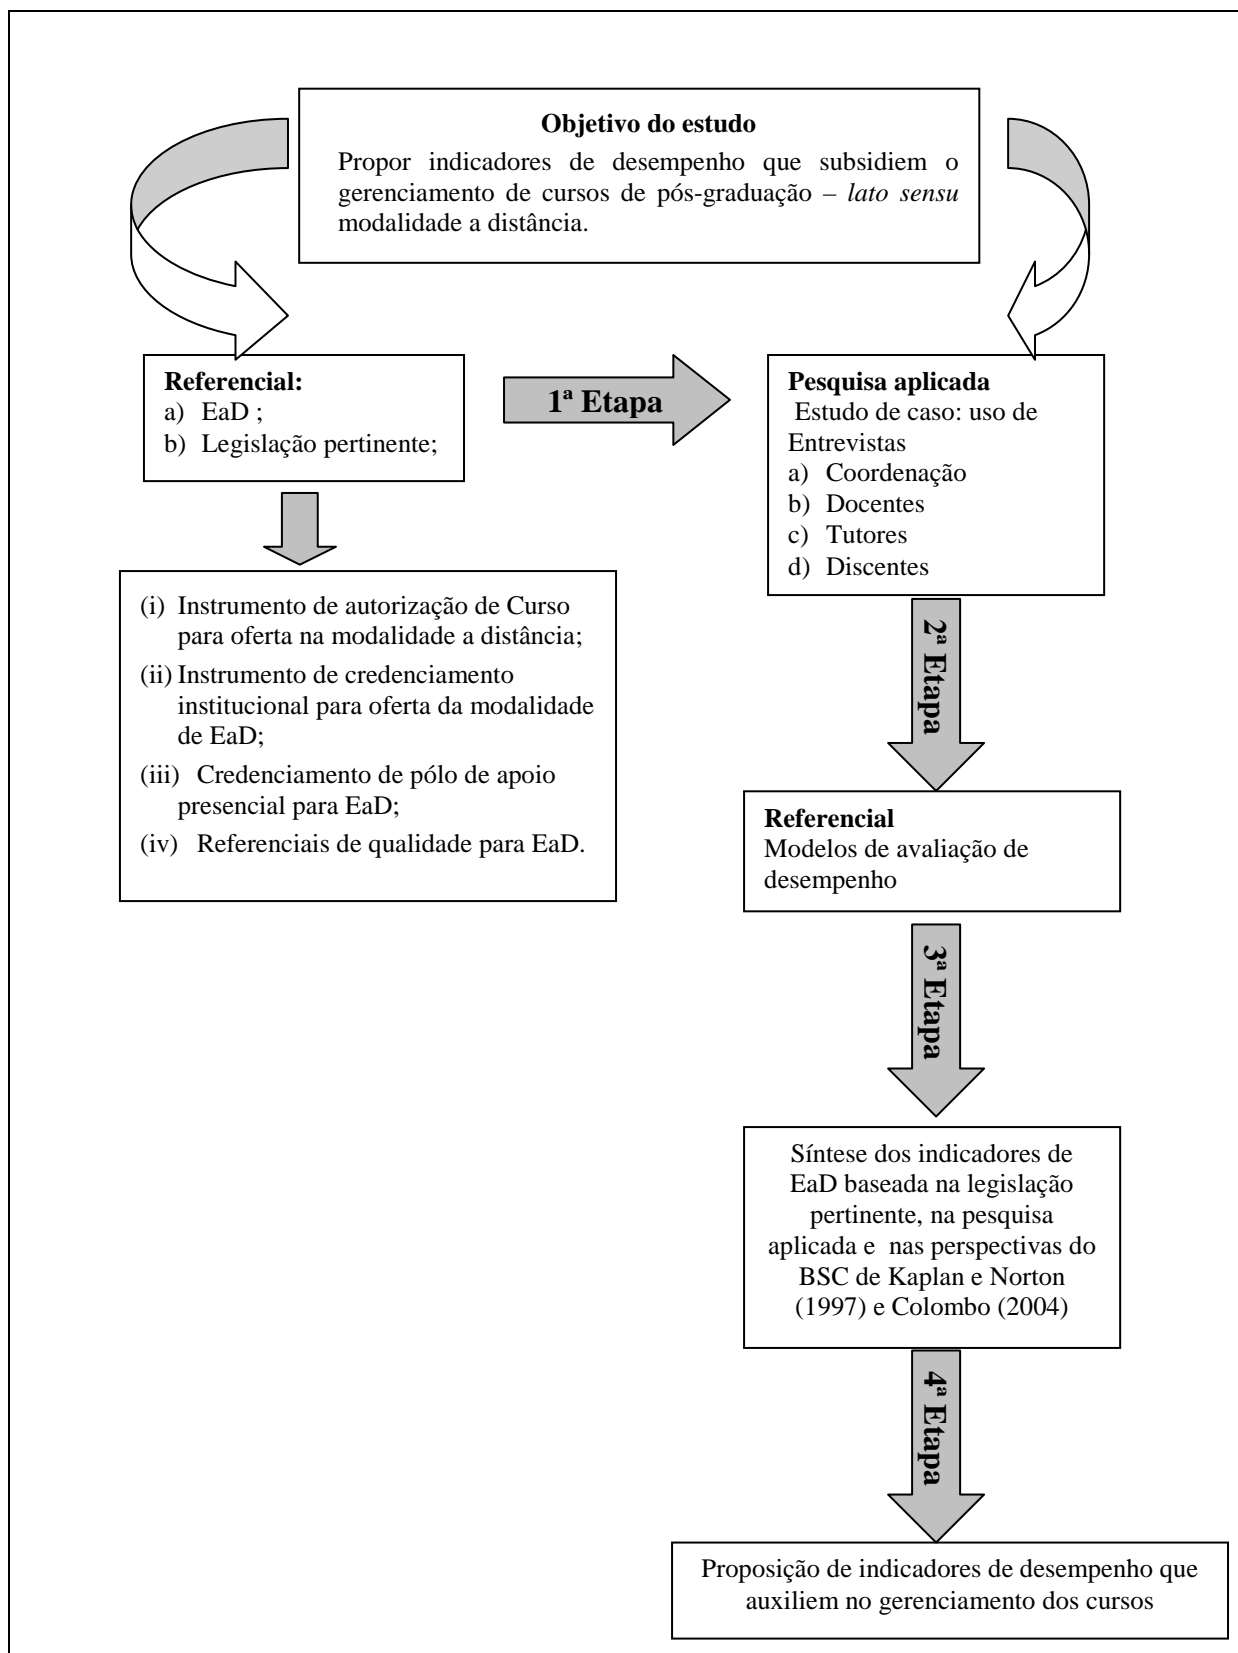 Objetivo do estudo
Propor indicadores de desempenho que subsidiem o
gerenciamento de cursos de pós-graduação – lato sensu
modalidade a distância.
Referencial:
a) EaD ;
b) Legislação pertinente;
1ª Etapa
Pesquisa aplicada
Estudo de caso: uso de
Entrevistas
a) Coordenação
b) Docentes
c) Tutores
d) Discentes
(i) Instrumento de autorização de Curso
para oferta na modalidade a distância;
(ii) Instrumento de credenciamento
institucional para oferta da modalidade
de EaD;
(iii) Credenciamento de pólo de apoio
presencial para EaD;
(iv) Referenciais de qualidade para EaD.
2ª Etapa
Referencial
Modelos de avaliação de
desempenho
3ª Etapa
Síntese dos indicadores de
EaD baseada na legislação
pertinente, na pesquisa
aplicada e nas perspectivas do
BSC de Kaplan e Norton
(1997) e Colombo (2004)
4ª Etapa
Proposição de indicadores de desempenho que
auxiliem no gerenciamento dos cursos